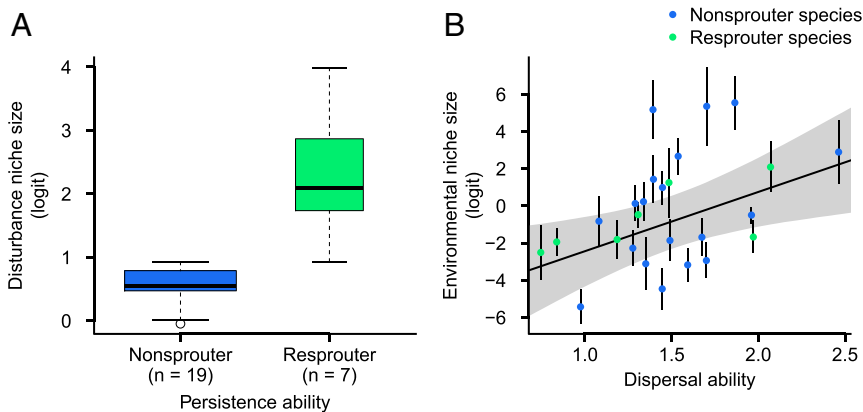 A
Disturbance niche size
(logit)
4
3
2
1
0
Nonsprouter
(n = 19)
Resprouter
(n = 7)
Persistence ability
B
Nonsprouter species
Resprouter species
Environmental niche size
(logit)
6
4
2
0
−2
−4
−6
1.0 1.5 2.0 2.5
Dispersal ability